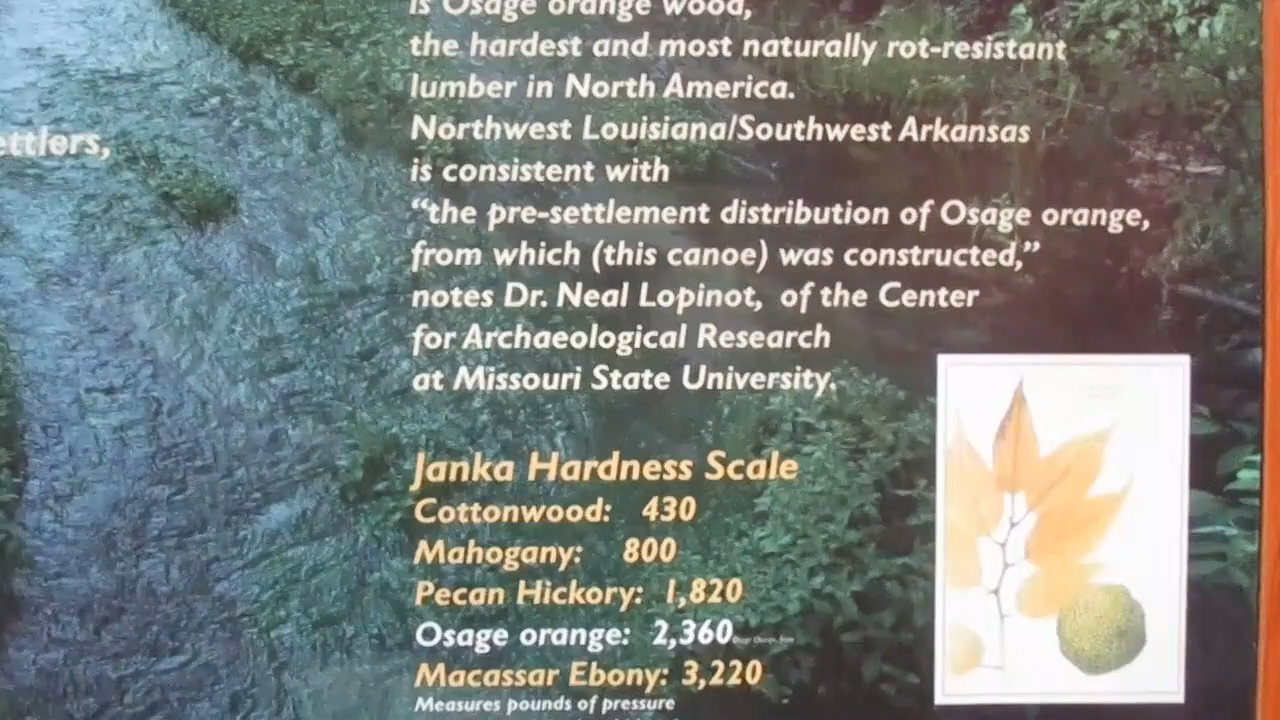 is Osage orange wood,
the hardest and most naturally rot-resistant
lumber in North America.
Northwest Louisiana/Southwest Arkansas
is consistent with
“the pre-settlement distribution of Osage orange,
from which (this canoe) was constructed,”
notes Dr. Neal Lopinot, of the Center
for Archaeological Research
at Missouri State University.
ettlers,
Janka Hardness Scale
Cottonwood: 430
Mahogany: 800
Pecan Hickory: 1,820
Osage orange: 2,360
Macassar Ebony: 3,220
Measures pounds of pressure